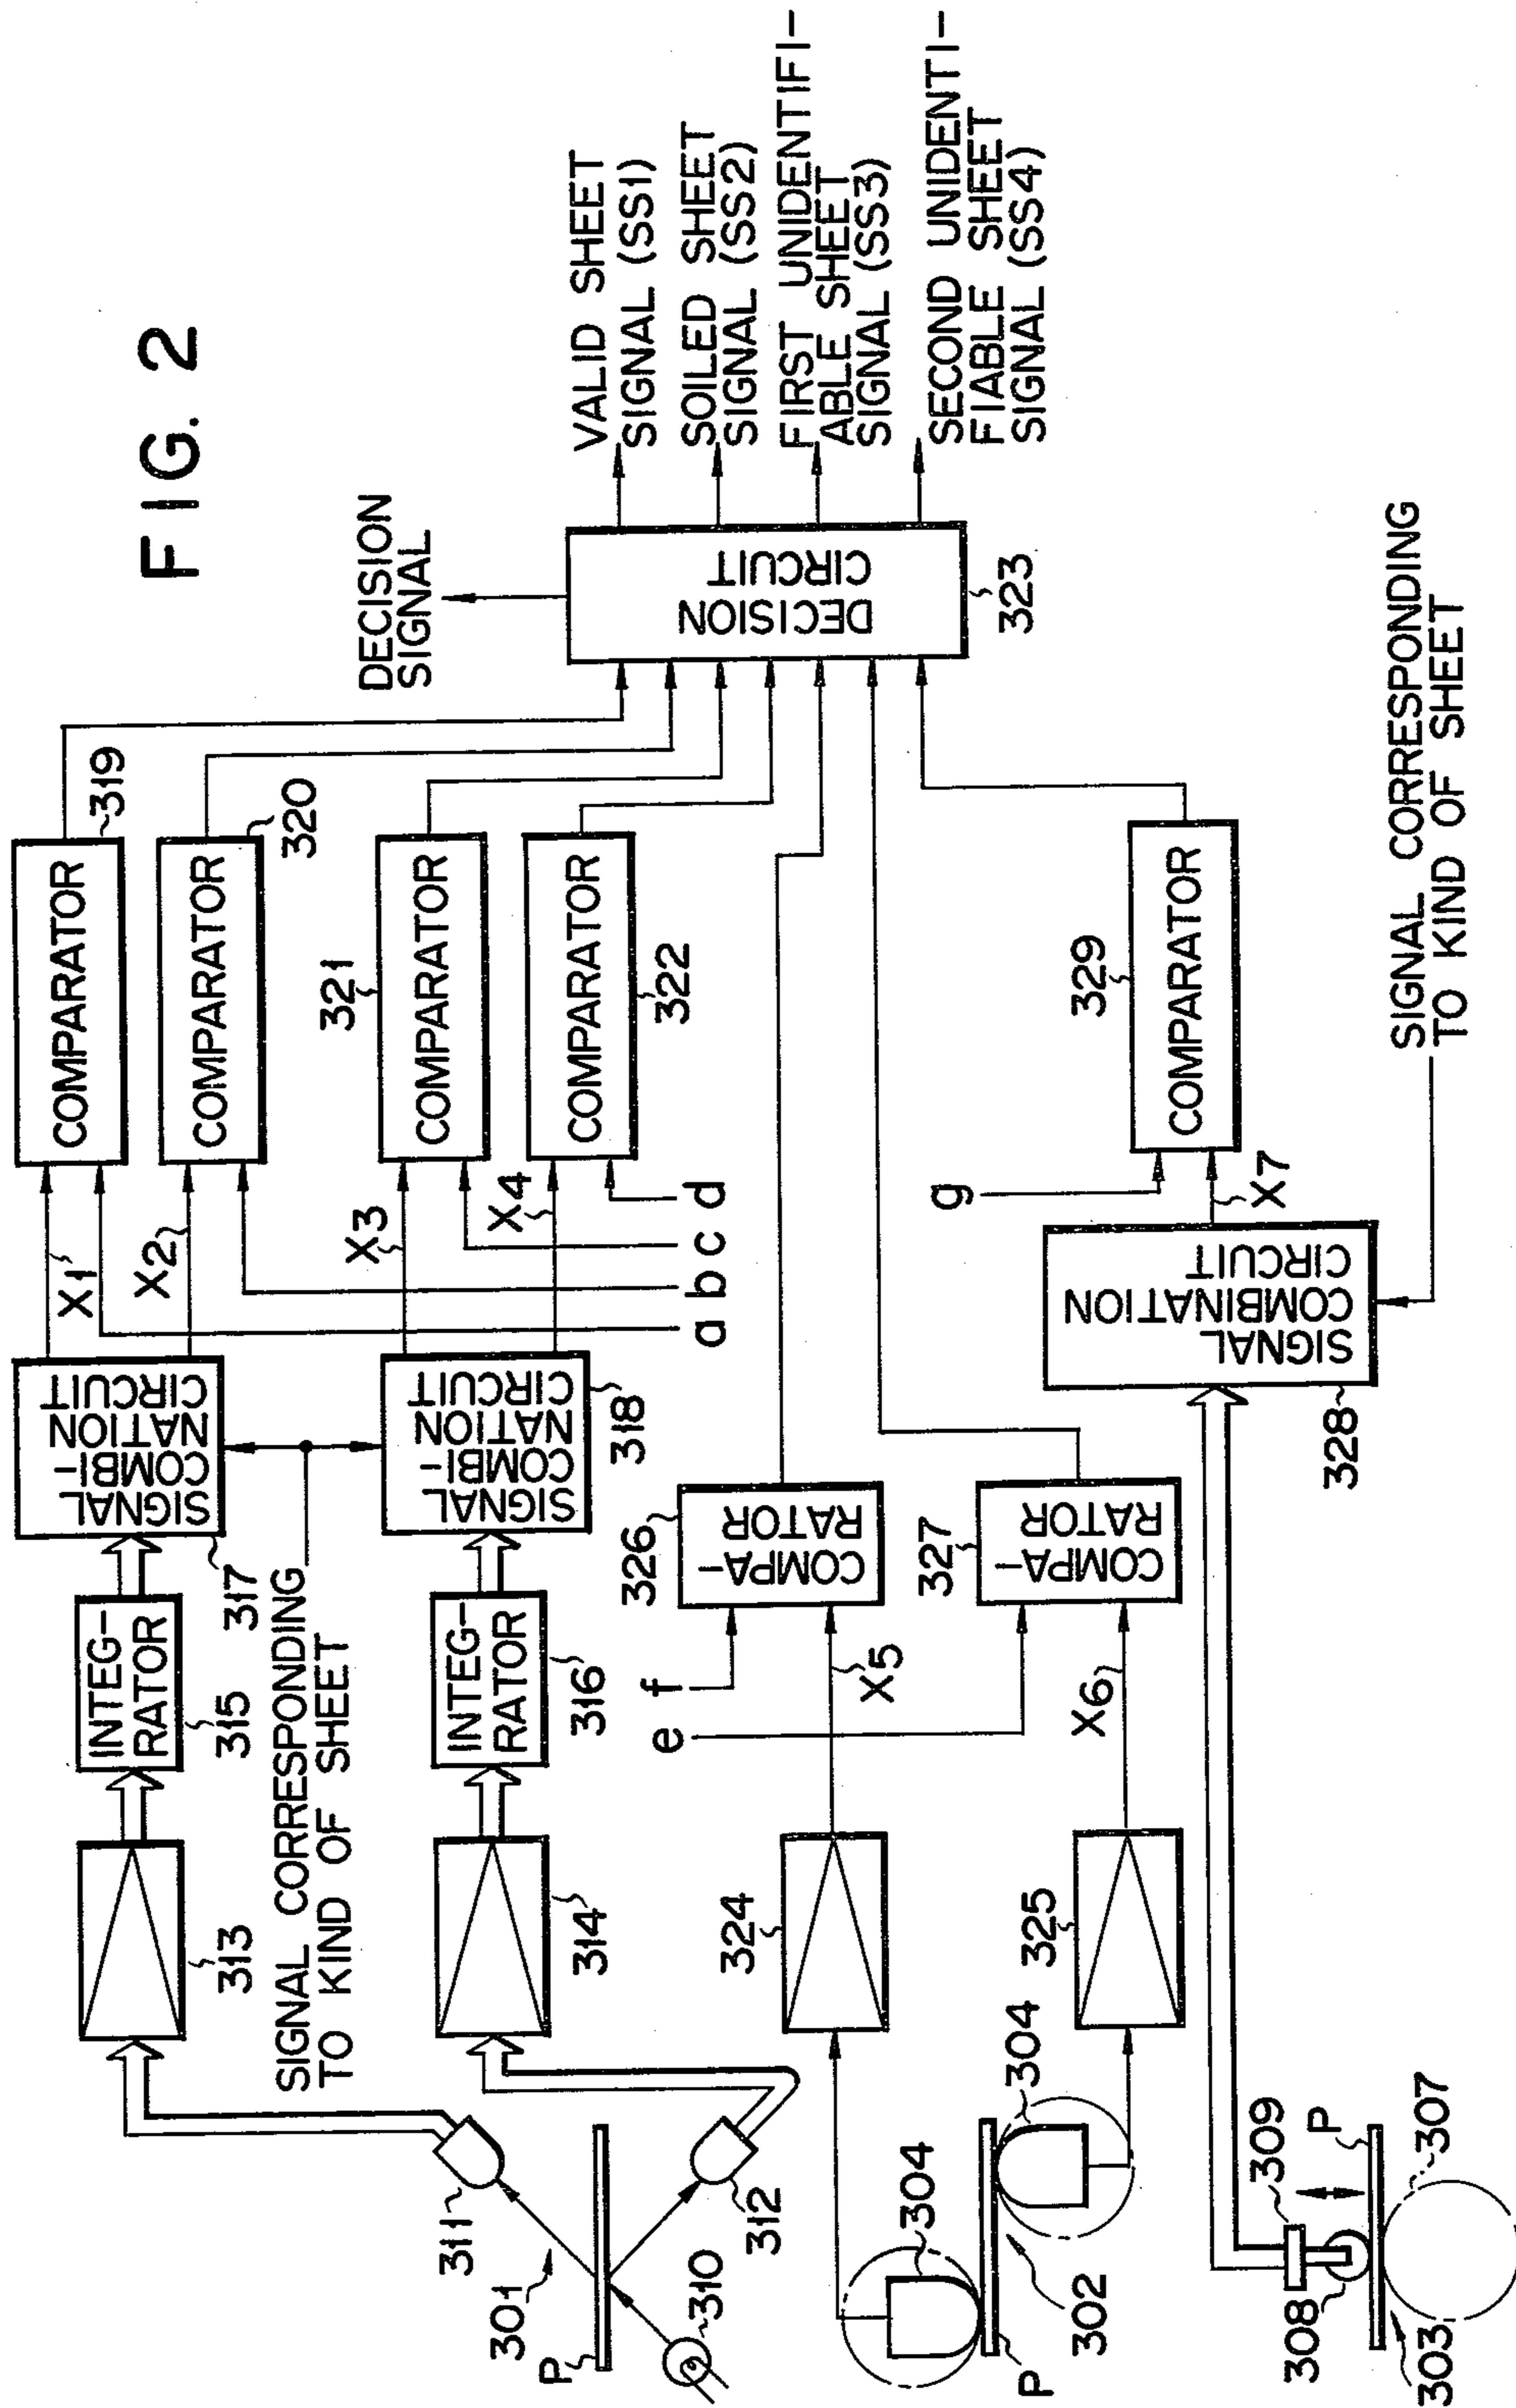 FIG. 2
DECISION
SIGNAL
VALID SHEET
SIGNAL (SS1)
SOILED SHEET
SIGNAL (SS2)
FIRST UNIDENTIFI-
ABLE SHEET
SIGNAL (SS3)
SECOND UNIDENTI-
FIABLE SHEET
SIGNAL (SS4)
DECISION
CIRCUIT
323
COMPARATOR
319
COMPARATOR
320
COMPARATOR
321
COMPARATOR
322
COMPARATOR
329
X1
X2
X3
X4
a
b
c
d
g
X7
SIGNAL
COMBI-
NATION
CIRCUIT
317
SIGNAL
COMBI-
NATION
CIRCUIT
318
SIGNAL
COMBINATION
CIRCUIT
328
SIGNAL CORRESPONDING
TO KIND OF SHEET
SIGNAL CORRESPONDING
TO KIND OF SHEET
COMPA-
RATOR
326
COMPA-
RATOR
327
INTEG-
RATOR
315
INTEG-
RATOR
316
f
e
X5
X6
313
314
324
325
311
301
P
312
310
304
304
302
P
309
P
307
308
303